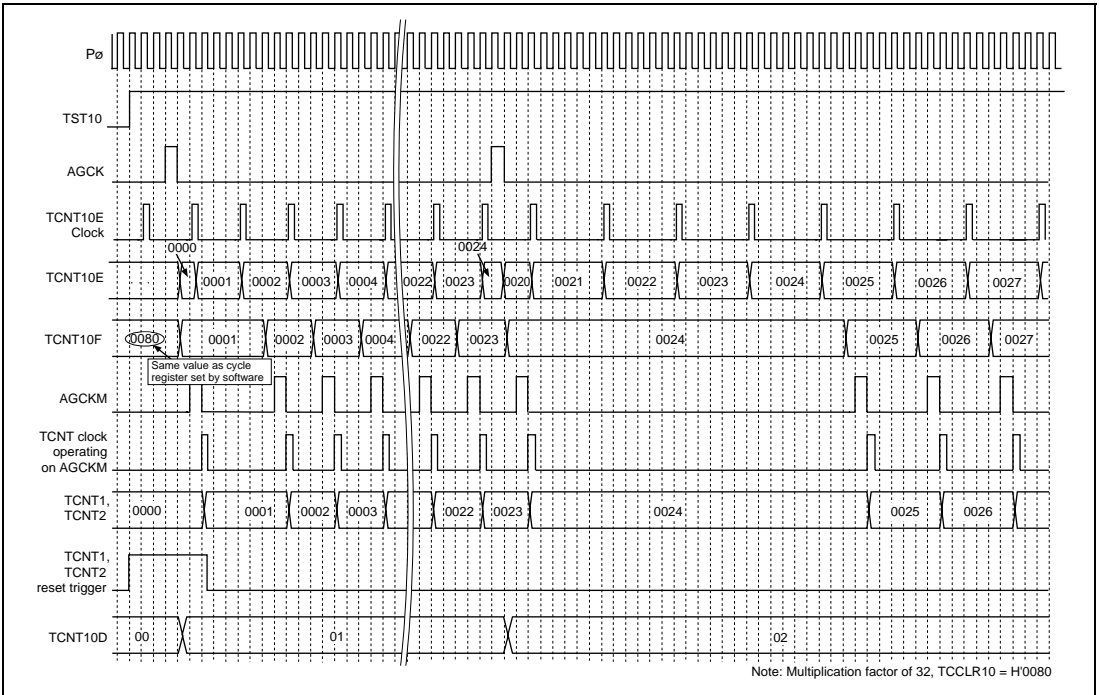 Pø
TST10
AGCK
TCNT10E
Clock
0000
0024
TCNT10E
0001 0002 0003 0004 0022 0023 0020 0021 0022 0023 0024 0025 0026 0027
TCNT10F
0080 0001 0002 0003 0004 0022 0023 0024 0025 0026 0027
Same value as cycle
register set by software
AGCKM
TCNT clock
operating
on AGCKM
TCNT1,
TCNT2
0000 0001 0002 0003 0022 0023 0024 0025 0026
TCNT1,
TCNT2
reset trigger
TCNT10D
00 01 02
Note: Multiplication factor of 32, TCCLR10 = H'0080